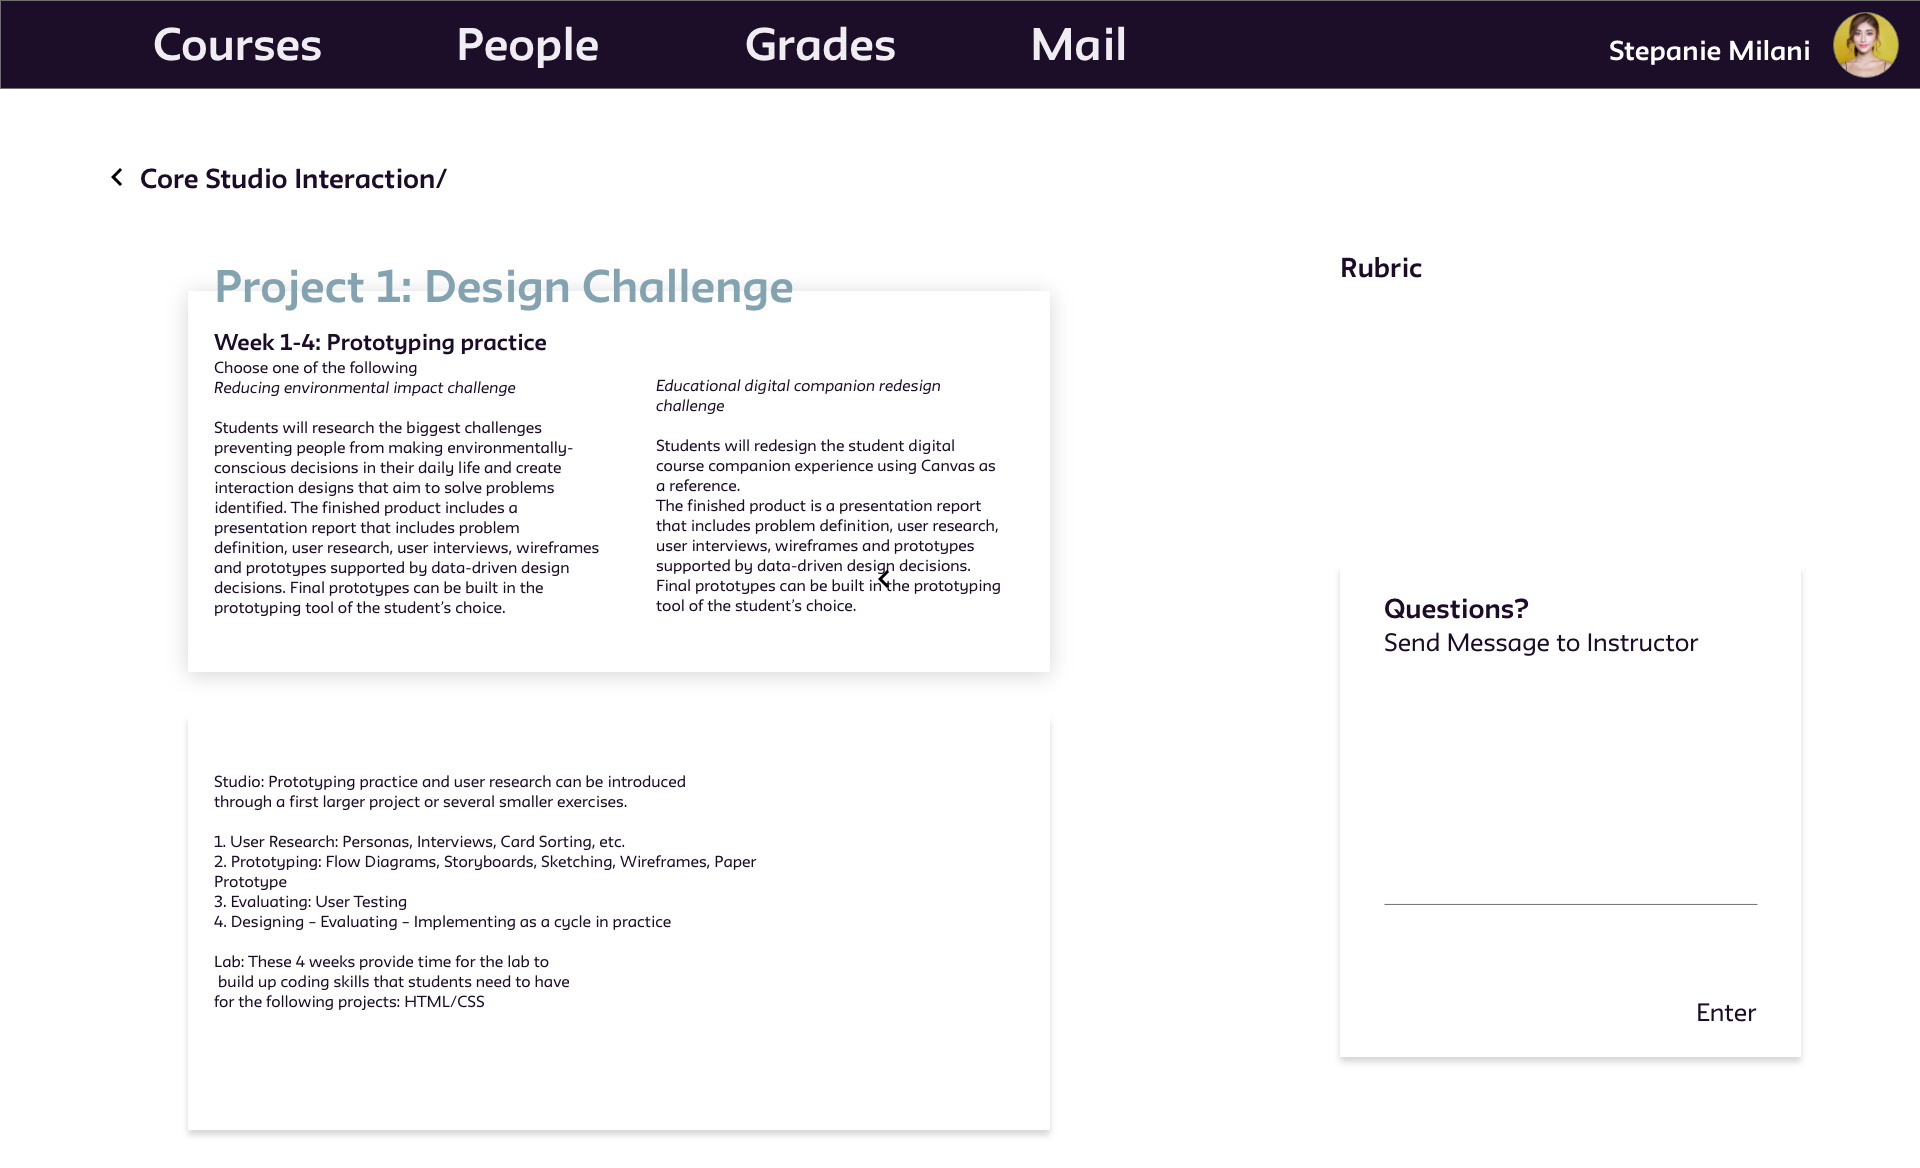 Courses People Grades Mail Stepanie Milani
Core Studio Interaction/
Project 1: Design Challenge
Week 1-4: Prototyping practice
Choose one of the following
Reducing environmental impact challenge
Students will research the biggest challenges
preventing people from making environmentally-
conscious decisions in their daily life and create
interaction designs that aim to solve problems
identified. The finished product includes a
presentation report that includes problem
definition, user research, user interviews, wireframes
and prototypes supported by data-driven design
decisions. Final prototypes can be built in the
prototyping tool of the student’s choice.
Educational digital companion redesign
challenge
Students will redesign the student digital
course companion experience using Canvas as
a reference.
The finished product is a presentation report
that includes problem definition, user research,
user interviews, wireframes and prototypes
supported by data-driven design decisions.
Final prototypes can be built in the prototyping
tool of the student’s choice.
Studio: Prototyping practice and user research can be introduced
through a first larger project or several smaller exercises.
1. User Research: Personas, Interviews, Card Sorting, etc.
2. Prototyping: Flow Diagrams, Storyboards, Sketching, Wireframes, Paper
Prototype
3. Evaluating: User Testing
4. Designing – Evaluating – Implementing as a cycle in practice
Lab: These 4 weeks provide time for the lab to
build up coding skills that students need to have
for the following projects: HTML/CSS
Rubric
Questions?
Send Message to Instructor
Enter